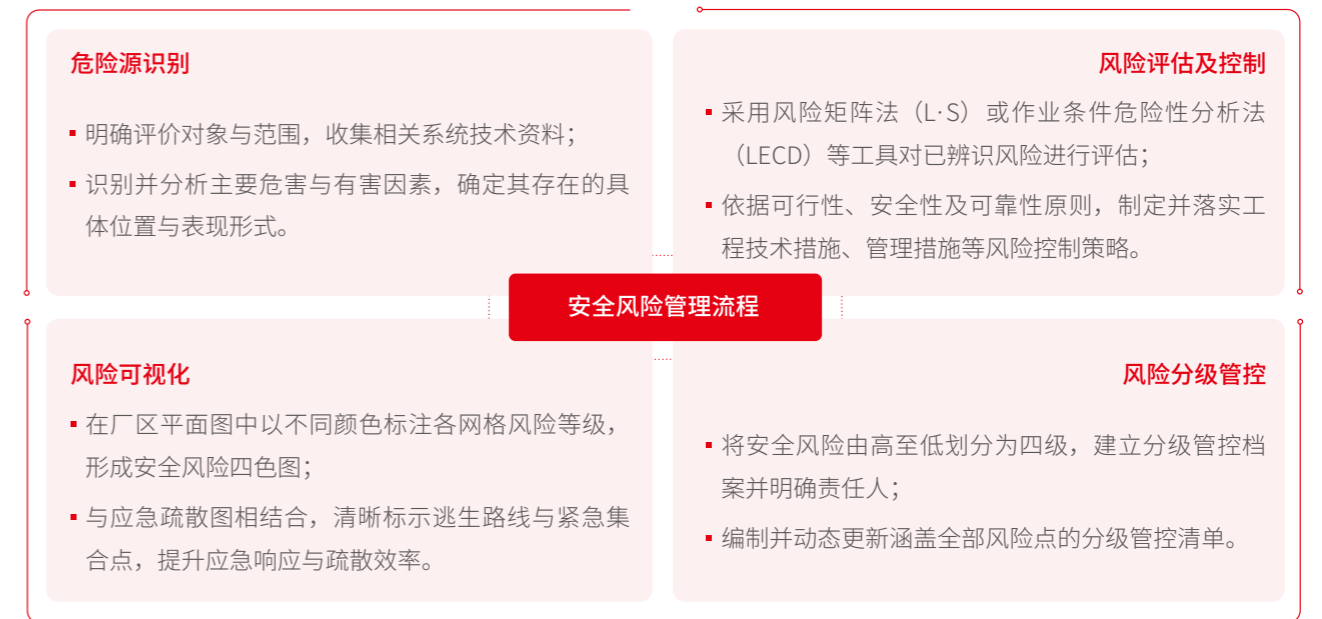 危险源识别
▪ 明确评价对象与范围，收集相关系统技术资料；
▪ 识别并分析主要危害与有害因素，确定其存在的具
体位置与表现形式。
风险评估及控制
▪ 采用风险矩阵法（L·S）或作业条件危险性分析法
（LECD）等工具对已辨识风险进行评估；
▪ 依据可行性、安全性及可靠性原则，制定并落实工
程技术措施、管理措施等风险控制策略。
安全风险管理流程
风险可视化
▪ 在厂区平面图中以不同颜色标注各网格风险等级，
形成安全风险四色图；
▪ 与应急疏散图相结合，清晰标示逃生路线与紧急集
合点，提升应急响应与疏散效率。
风险分级管控
▪ 将安全风险由高至低划分为四级，建立分级管控档
案并明确责任人；
▪ 编制并动态更新涵盖全部风险点的分级管控清单。